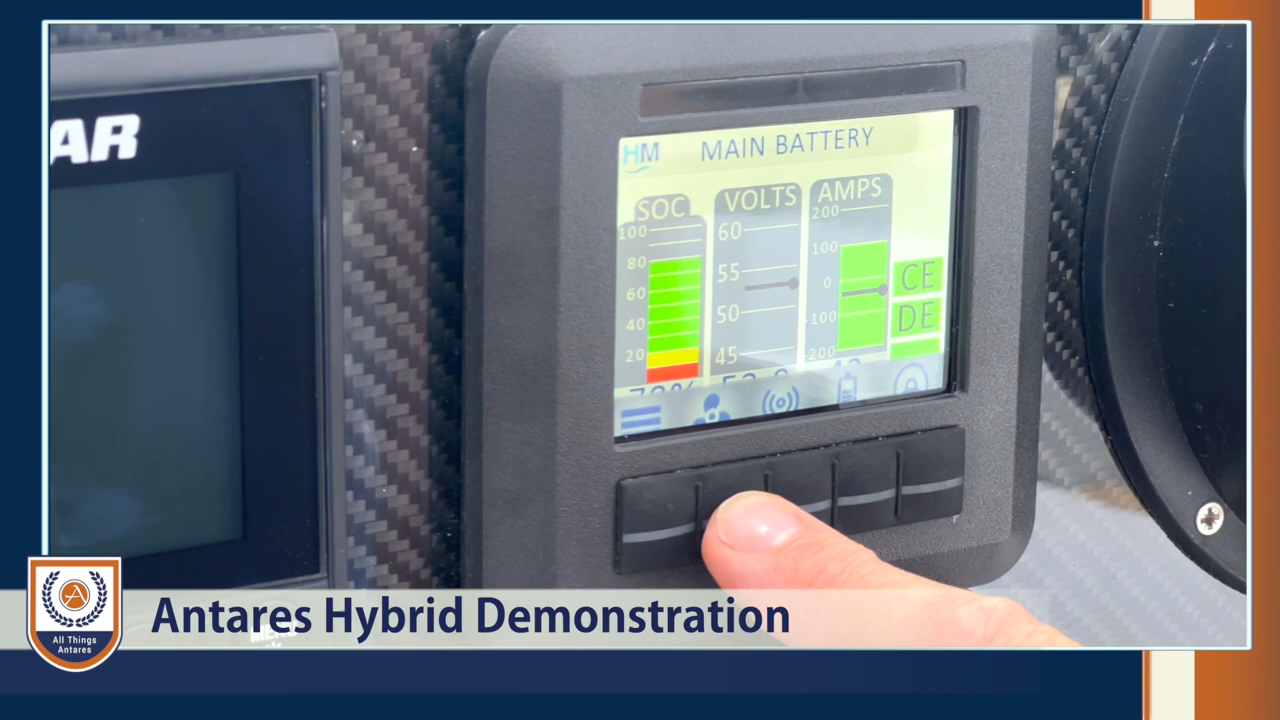 AR
HM
MAIN BATTERY
SOC VOLTS AMPS
100
80
60
40
20
60
55
50
45
200
100
0
-100
-200
CE
DE
Antares Hybrid Demonstration
All Things
Antares